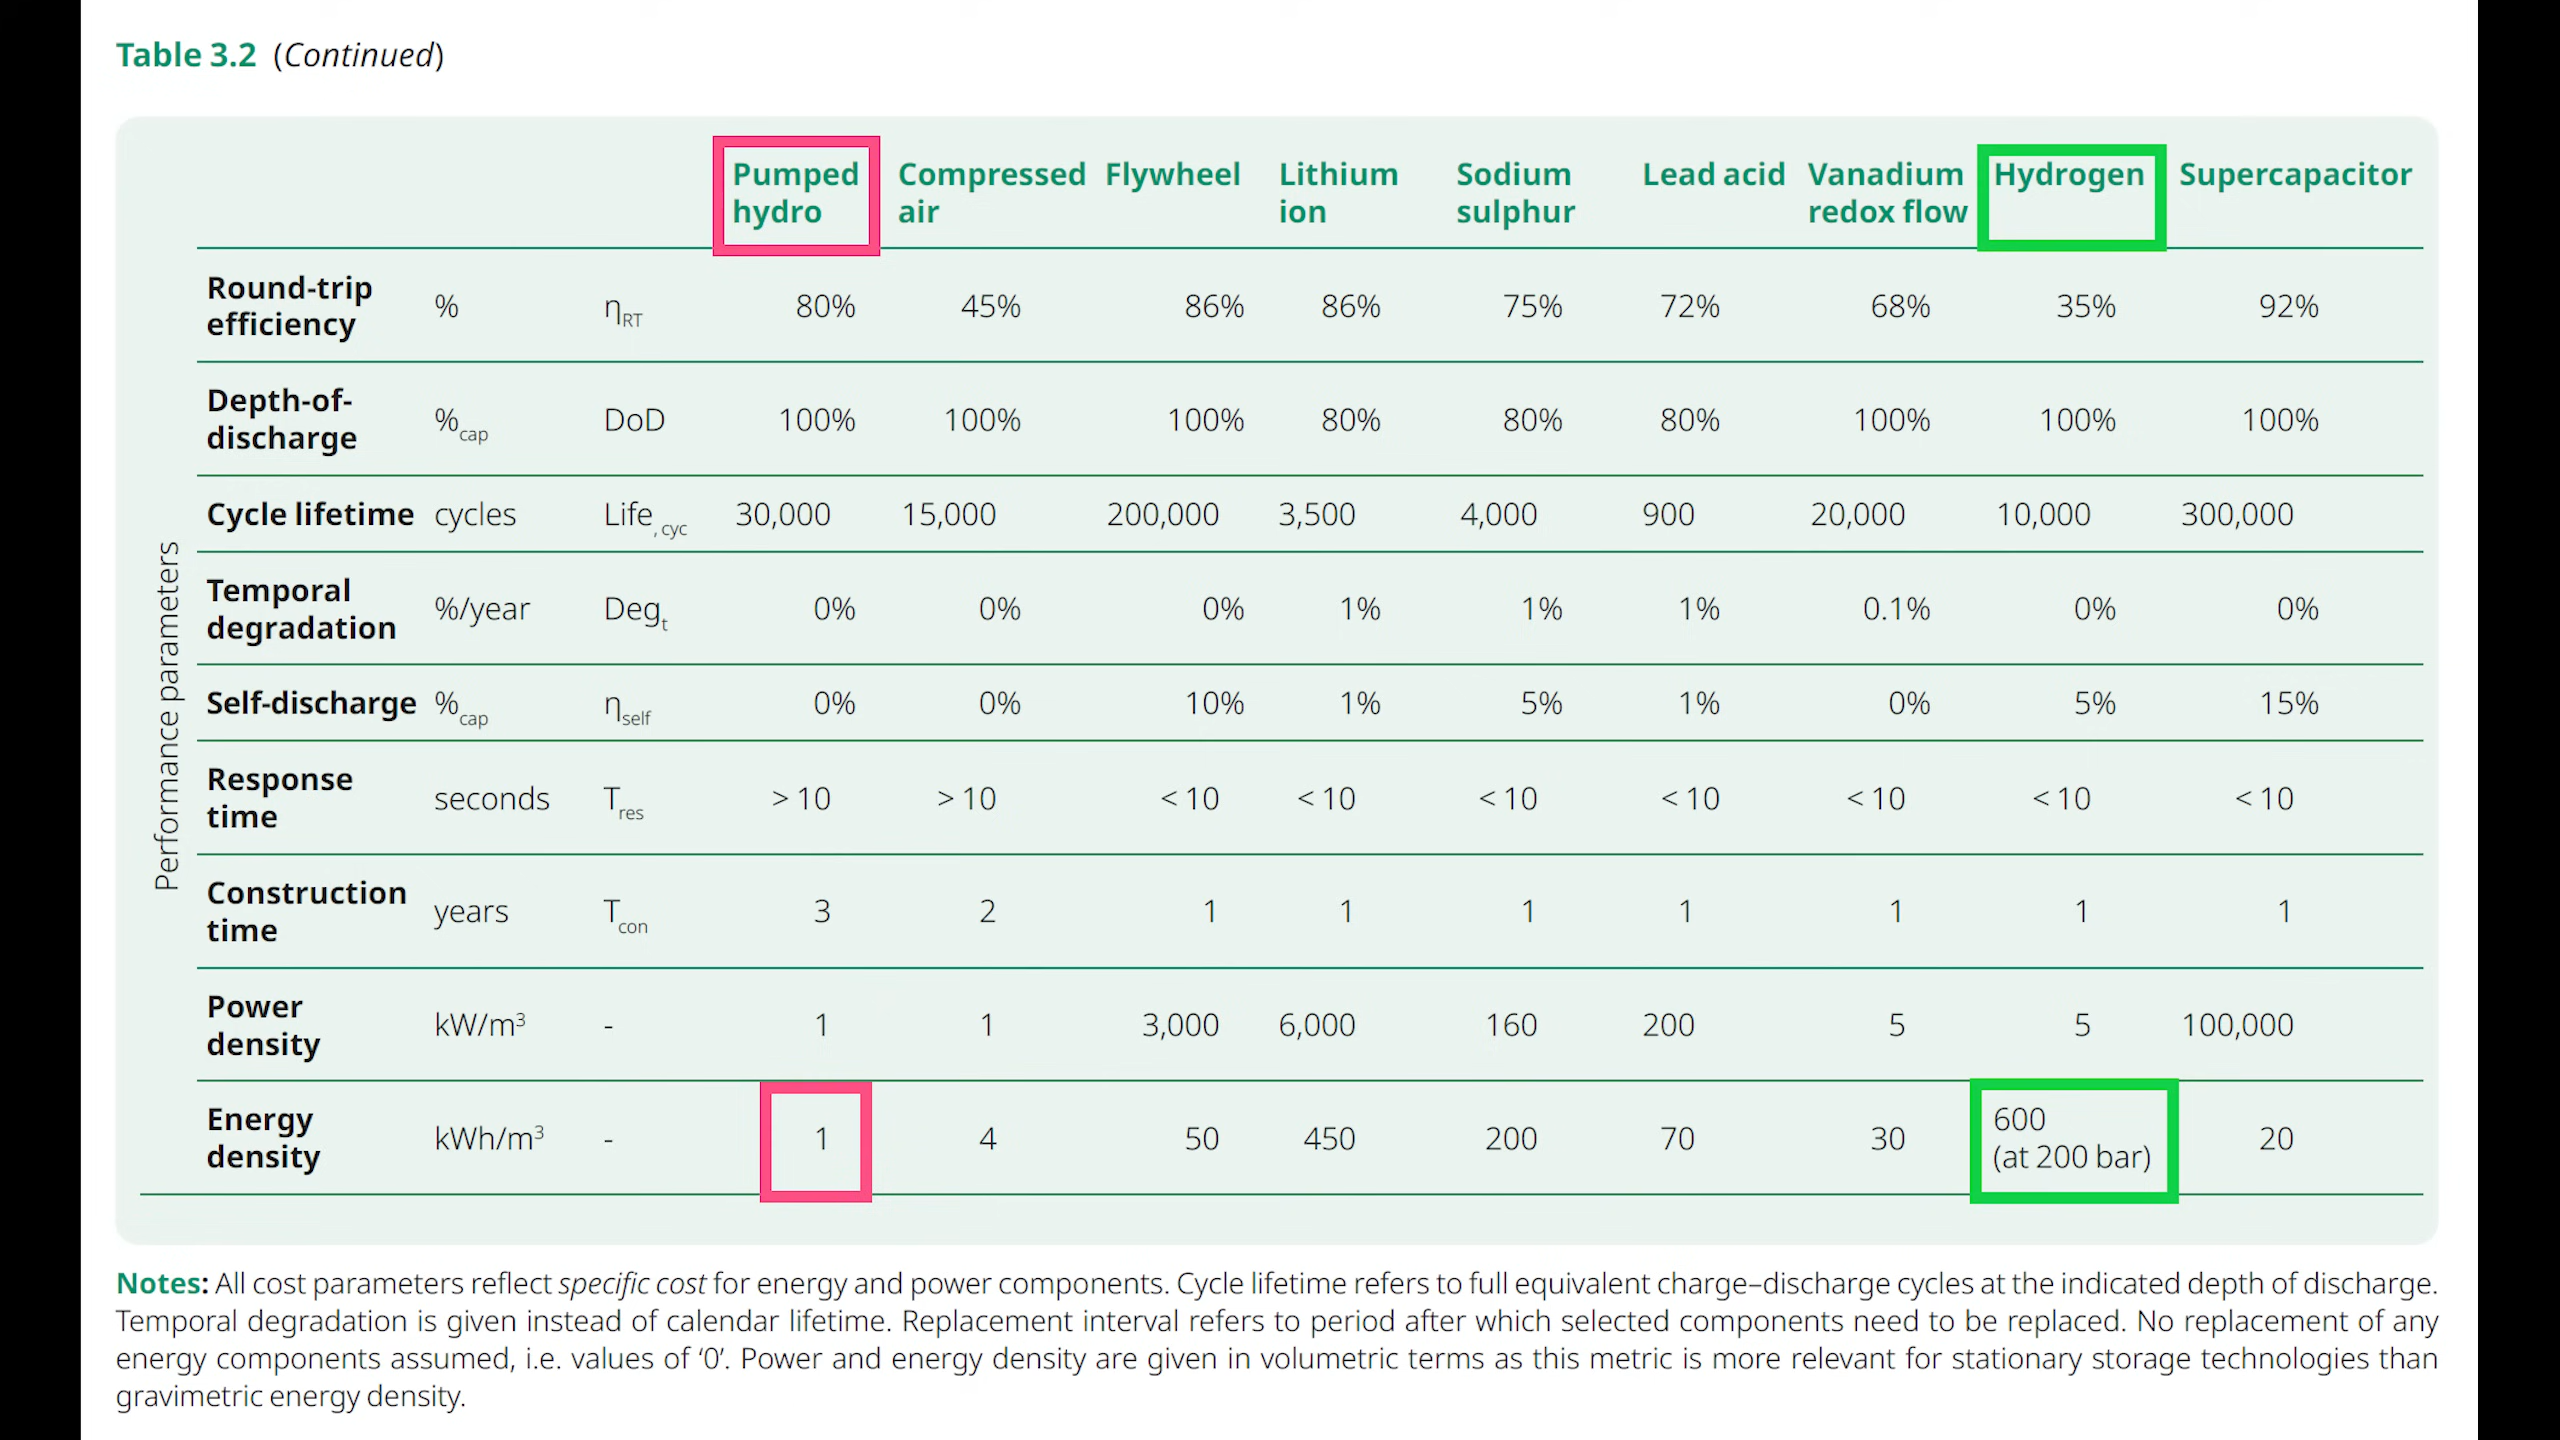 Table 3.2 (Continued)
Pumped hydro Compressed air Flywheel Lithium ion Sodium sulphur Lead acid Vanadium redox flow Hydrogen Supercapacitor
Performance parameters
Round-trip efficiency % ηRT 80% 45% 86% 86% 75% 72% 68% 35% 92%
Depth-of-discharge %cap DoD 100% 100% 100% 80% 80% 80% 100% 100% 100%
Cycle lifetime cycles Life,cyc 30,000 15,000 200,000 3,500 4,000 900 20,000 10,000 300,000
Temporal degradation %/year Degt 0% 0% 0% 1% 1% 1% 0.1% 0% 0%
Self-discharge %cap ηself 0% 0% 10% 1% 5% 1% 0% 5% 15%
Response time seconds Tres > 10 > 10 < 10 < 10 < 10 < 10 < 10 < 10 < 10
Construction time years Tcon 3 2 1 1 1 1 1 1 1
Power density kW/m³ - 1 1 3,000 6,000 160 200 5 5 100,000
Energy density kWh/m³ - 1 4 50 450 200 70 30 600 (at 200 bar) 20
Notes: All cost parameters reflect specific cost for energy and power components. Cycle lifetime refers to full equivalent charge–discharge cycles at the indicated depth of discharge.
Temporal degradation is given instead of calendar lifetime. Replacement interval refers to period after which selected components need to be replaced. No replacement of any
energy components assumed, i.e. values of ‘0’. Power and energy density are given in volumetric terms as this metric is more relevant for stationary storage technologies than
gravimetric energy density.